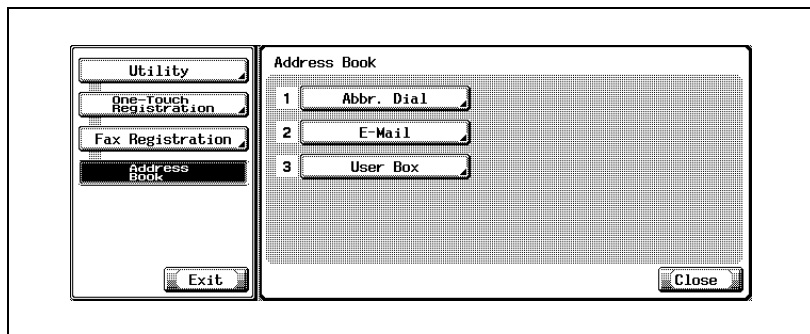 Utility
One-Touch
Registration
Fax Registration
Address
Book
Exit
Address Book
1 Abbr. Dial
2 E-Mail
3 User Box
Close